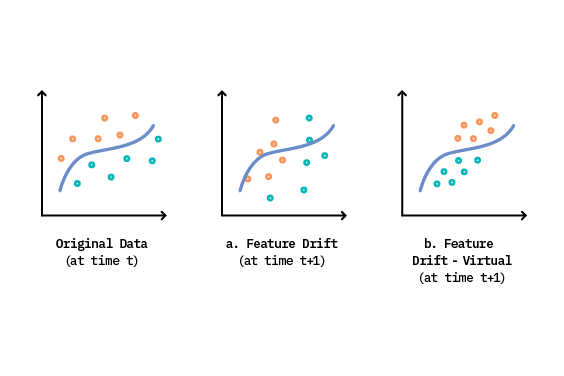 Original Data
(at time t)
a. Feature Drift
(at time t+1)
b. Feature
Drift - Virtual
(at time t+1)